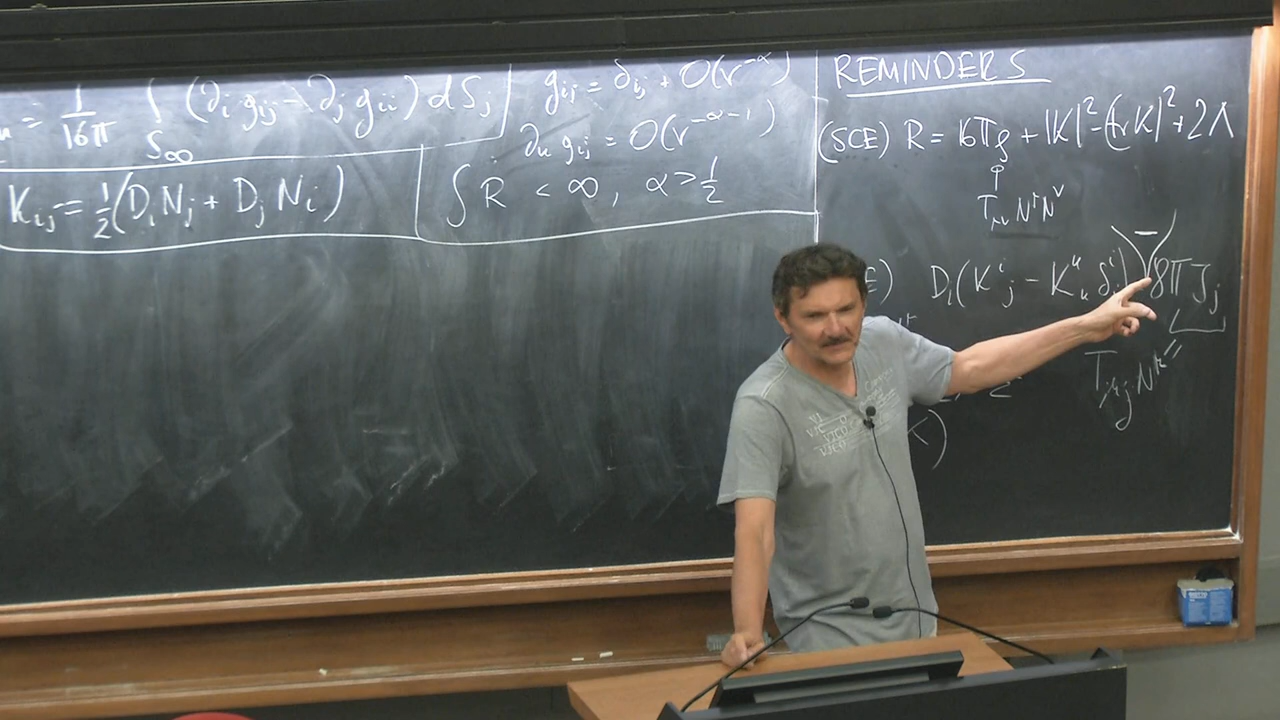 = 1/16π ∫_{S∞} (∂_i g_ij - ∂_j g_ii) dS_j
g_ij = δ_ij + O(r^{-α})
∂_k g_ij = O(r^{-α-1})
K_ij = 1/2 (D_i N_j + D_j N_i)
∫ R < ∞, α > 1/2
REMINDERS
(SCE) R = 16πρ + |K|² - (tr K)² + 2Λ
T_μν N^μ N^ν
E) D_i (K^i_j - K^k_k δ^i_j) = 8π J_j